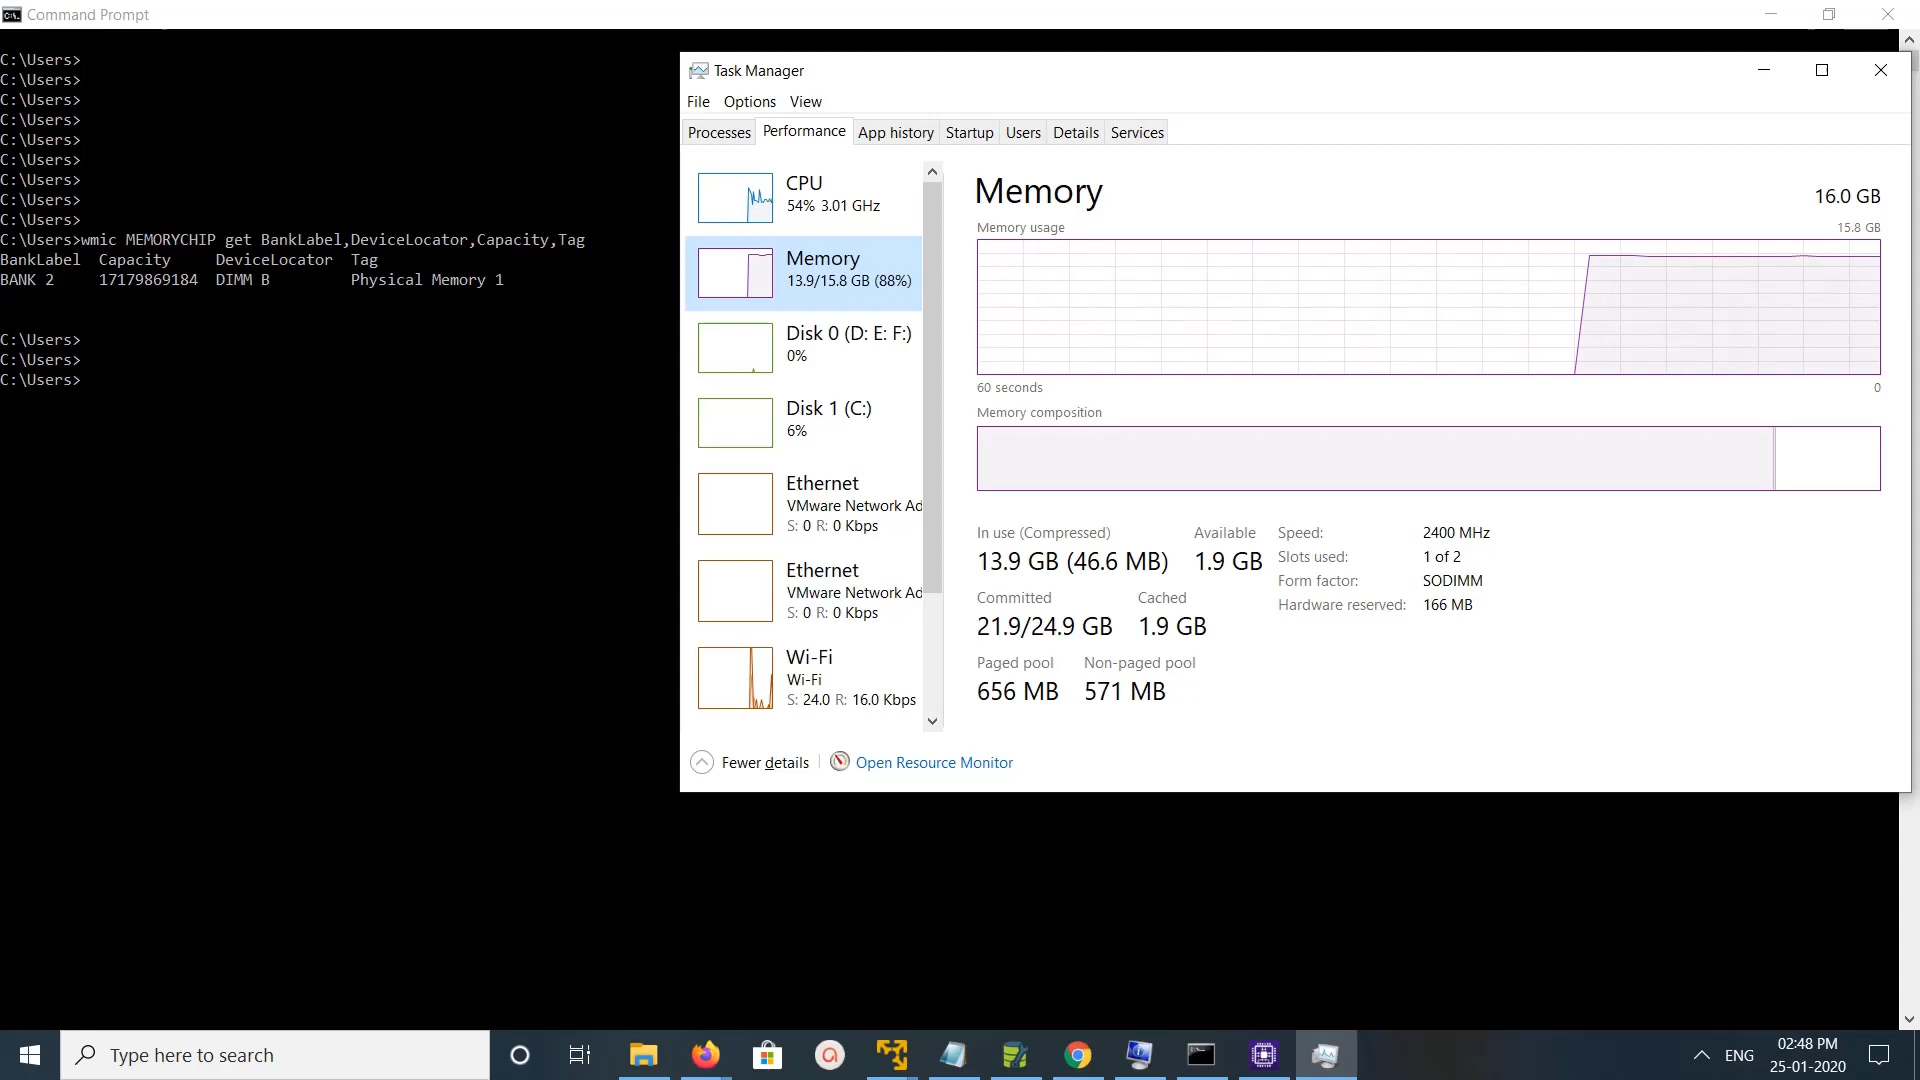 Command Prompt
C:\Users>
C:\Users>
C:\Users>
C:\Users>
C:\Users>
C:\Users>
C:\Users>
C:\Users>
C:\Users>
C:\Users>wmic MEMORYCHIP get BankLabel,DeviceLocator,Capacity,Tag
BankLabel Capacity DeviceLocator Tag
BANK 2 17179869184 DIMM B Physical Memory 1
C:\Users>
C:\Users>
C:\Users>
Task Manager
File Options View
Processes Performance App history Startup Users Details Services
CPU
54% 3.01 GHz
Memory
13.9/15.8 GB (88%)
Disk 0 (D: E: F:)
0%
Disk 1 (C:)
6%
Ethernet
VMware Network Ad
S: 0 R: 0 Kbps
Ethernet
VMware Network Ad
S: 0 R: 0 Kbps
Wi-Fi
Wi-Fi
S: 24.0 R: 16.0 Kbps
Memory 16.0 GB
Memory usage 15.8 GB
60 seconds 0
Memory composition
In use (Compressed) Available
13.9 GB (46.6 MB) 1.9 GB
Committed Cached
21.9/24.9 GB 1.9 GB
Paged pool Non-paged pool
656 MB 571 MB
Speed: 2400 MHz
Slots used: 1 of 2
Form factor: SODIMM
Hardware reserved: 166 MB
Fewer details Open Resource Monitor
Type here to search
ENG
02:48 PM
25-01-2020